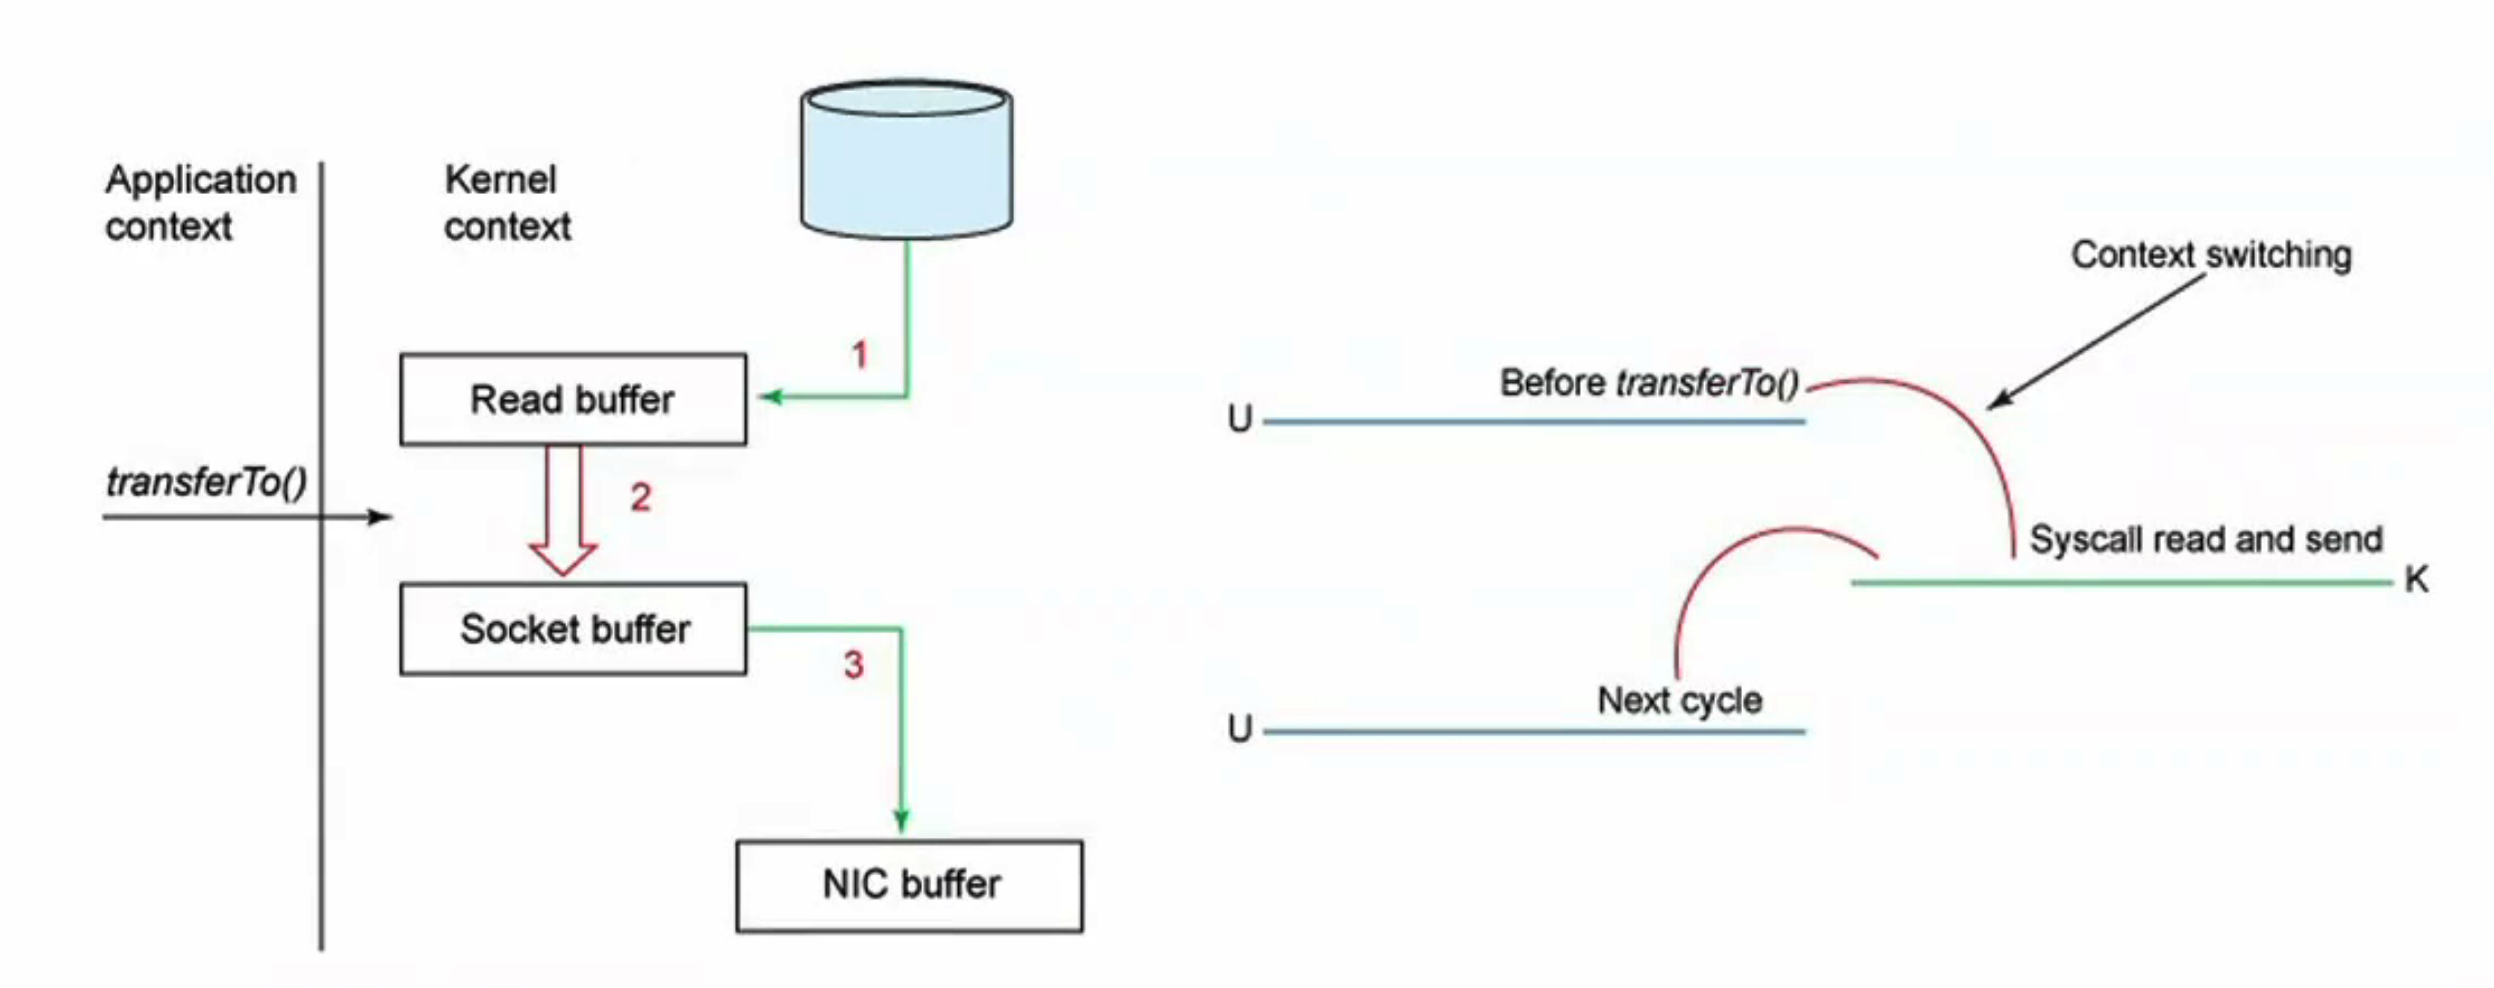 Application
context
Kernel
context
1
Read buffer
transferTo()
2
Socket buffer
3
NIC buffer
Context switching
Before transferTo()
U
Syscall read and send
K
Next cycle
U